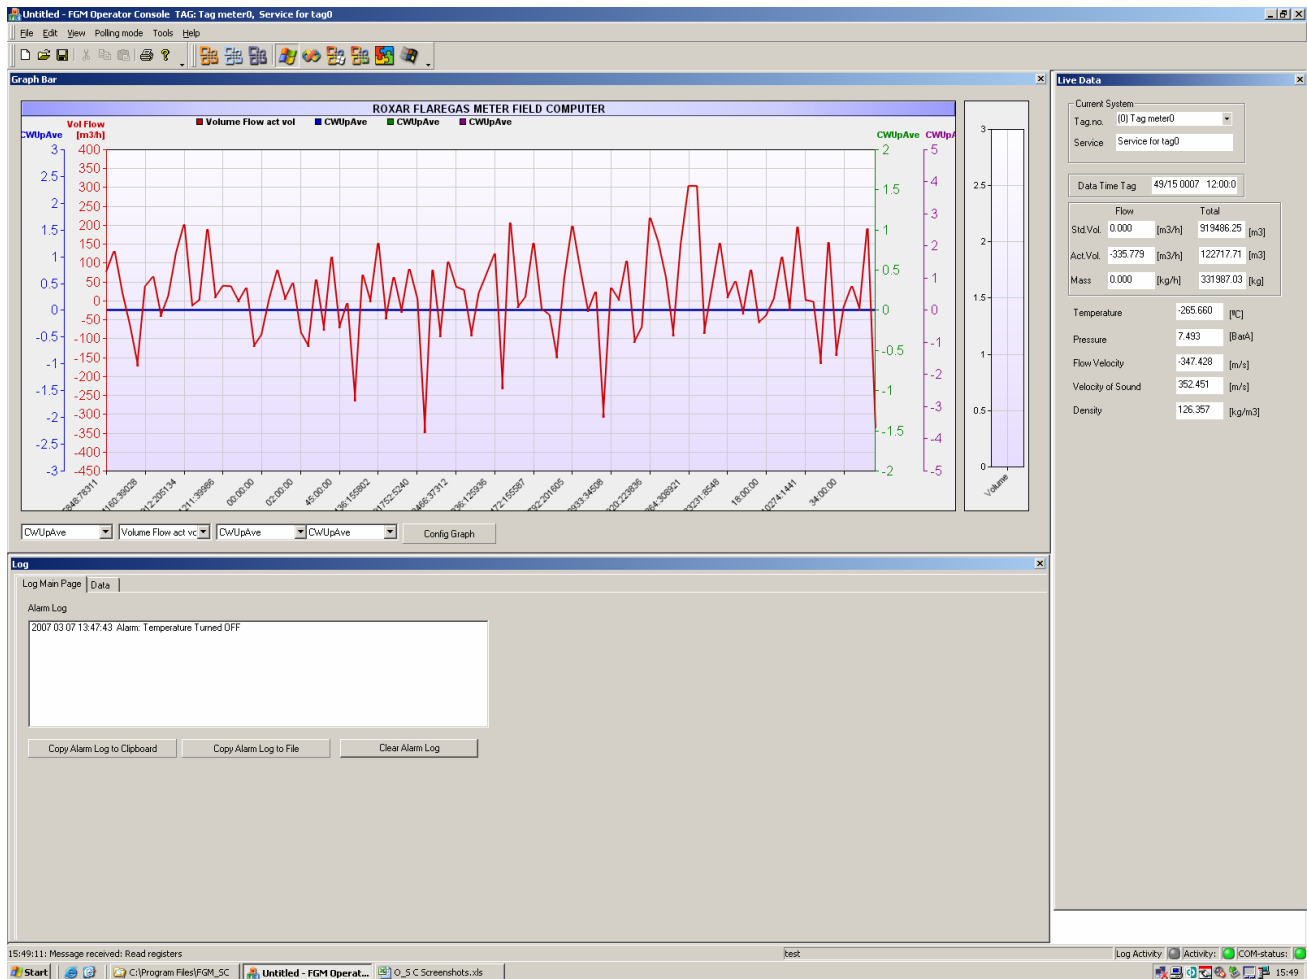 Untitled - FGM Operator Console TAG: Tag meter0, Service for tag0
File Edit View Polling mode Tools Help
Graph Bar
ROXAR FLAREGAS METER FIELD COMPUTER
Volume Flow act vol CWUpAve CWUpAve CWUpAve
CWUpAve
Vol Flow
[m3/h]
CWUpAve
3
2.5
2
1.5
1
0.5
0
-0.5
-1
-1.5
-2
-2.5
-3
400
350
300
250
200
150
100
50
0
-50
-100
-150
-200
-250
-300
-350
-400
-450
2
1.5
1
0.5
0
-0.5
-1
-1.5
-2
5
4
3
2
1
0
-1
-2
-3
-4
-5
00:00:00
02:00:00
45:00:00
18:00:00
34:00:00
3
2.5
2
1.5
1
0.5
0
Volume
CWUpAve Volume Flow act vc CWUpAve CWUpAve Config Graph
Live Data
Current System
Tag.no. (0) Tag meter0
Service Service for tag0
Data Time Tag 49/15 0007 12:00:0
Flow Total
Std.Vol. 0.000 [m3/h] 919486.25 [m3]
Act.Vol. -335.779 [m3/h] 122717.71 [m3]
Mass 0.000 [kg/h] 331987.03 [kg]
Temperature -265.660 [ºC]
Pressure 7.493 [BarA]
Flow Velocity -347.428 [m/s]
Velocity of Sound 352.451 [m/s]
Density 126.357 [kg/m3]
Log
Log Main Page Data
Alarm Log
2007 03 07 13:47:43 Alarm: Temperature Turned OFF
Copy Alarm Log to Clipboard Copy Alarm Log to File Clear Alarm Log
15:49:11: Message received: Read registers test Log Activity Activity: COM-status:
Start C:\Program Files\FGM_SC Untitled - FGM Operat... O_S C Screenshots.xls 15:49